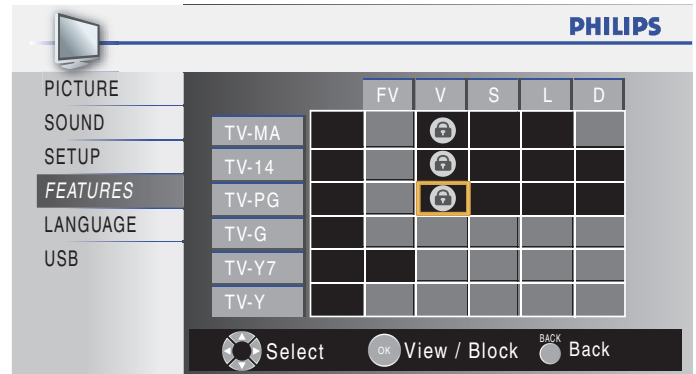 PHILIPS
PICTURE
SOUND
SETUP
FEATURES
LANGUAGE
USB
FV V S L D
TV-MA
TV-14
TV-PG
TV-G
TV-Y7
TV-Y
Select
OK View / Block
BACK Back